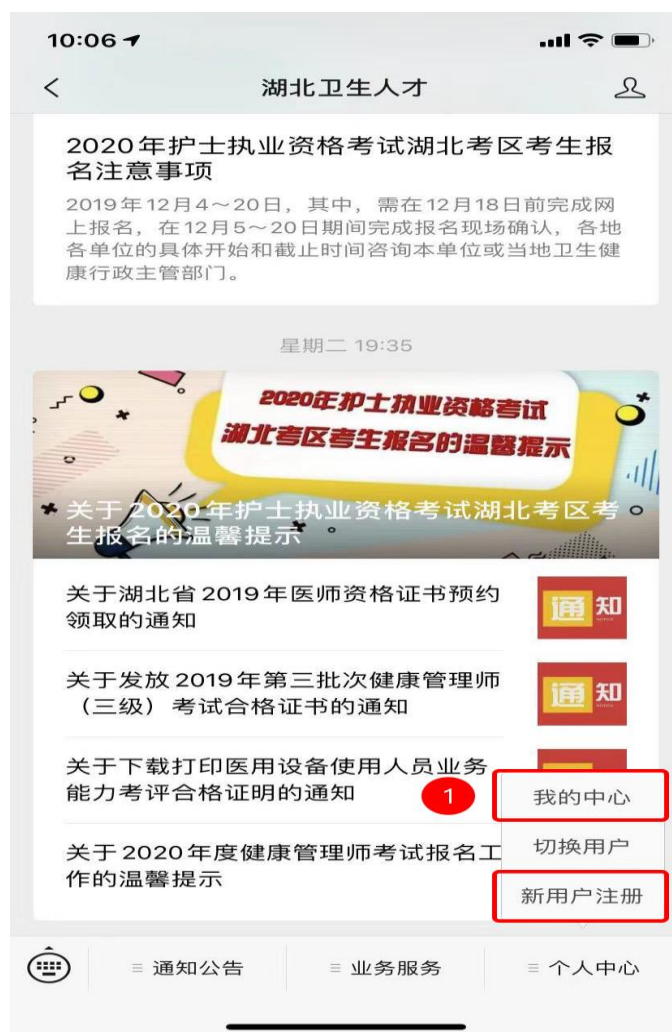 10:06
湖北卫生人才
2020年护士执业资格考试湖北考区考生报
名注意事项
2019年12月4～20日，其中，需在12月18日前完成网
上报名，在12月5～20日期间完成报名现场确认，各地
各单位的具体开始和截止时间咨询本单位或当地卫生健
康行政主管部门。
星期二 19:35
2020年护士执业资格考试
湖北考区考生报名的温馨提示
关于2020年护士执业资格考试湖北考区考
生报名的温馨提示
关于湖北省2019年医师资格证书预约
领取的通知
通知
关于发放2019年第三批次健康管理师
（三级）考试合格证书的通知
通知
关于下载打印医用设备使用人员业务
能力考评合格证明的通知
1
我的中心
切换用户
新用户注册
关于2020年度健康管理师考试报名工
作的温馨提示
通知公告
业务服务
个人中心